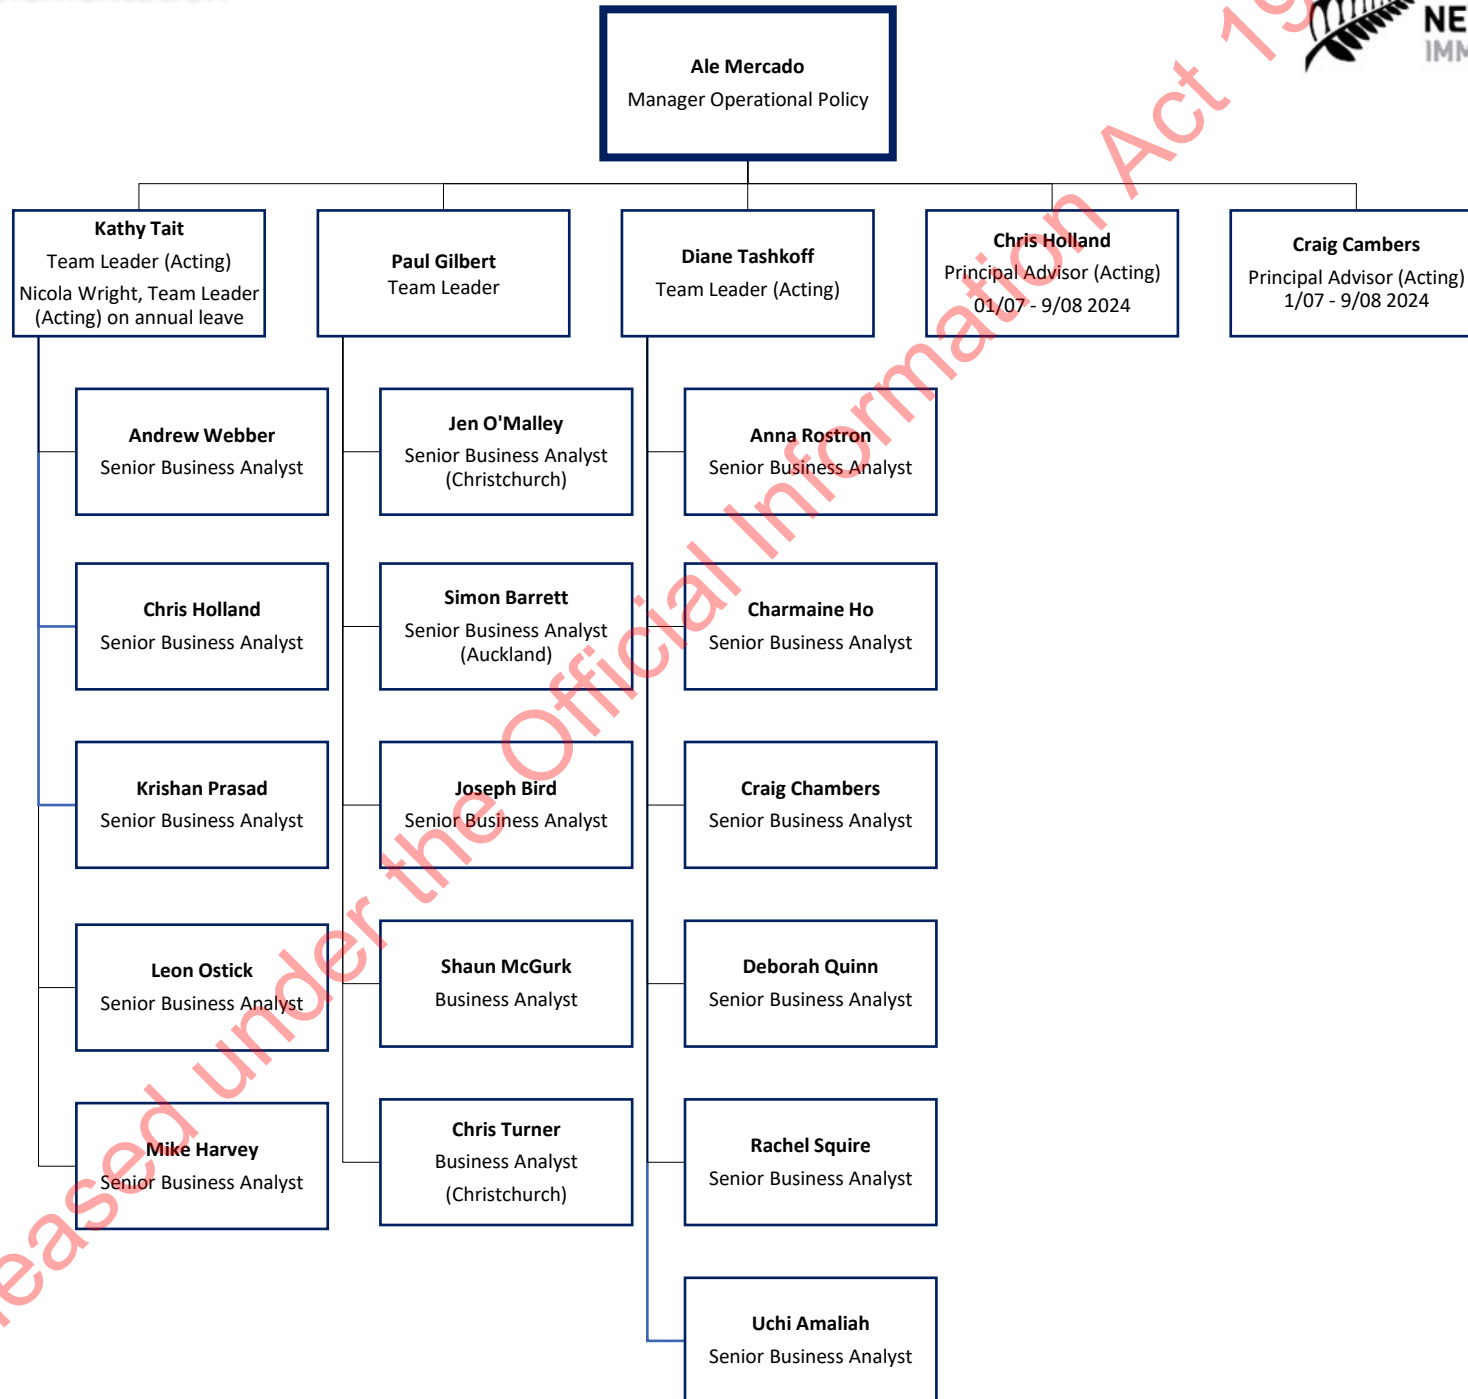 Ale Mercado
Manager Operational Policy
Kathy Tait
Team Leader (Acting)
Nicola Wright, Team Leader
(Acting) on annual leave
Paul Gilbert
Team Leader
Diane Tashkoff
Team Leader (Acting)
Chris Holland
Principal Advisor (Acting)
01/07 - 9/08 2024
Craig Cambers
Principal Advisor (Acting)
1/07 - 9/08 2024
Andrew Webber
Senior Business Analyst
Chris Holland
Senior Business Analyst
Krishan Prasad
Senior Business Analyst
Leon Ostick
Senior Business Analyst
Mike Harvey
Senior Business Analyst
Jen O'Malley
Senior Business Analyst
(Christchurch)
Simon Barrett
Senior Business Analyst
(Auckland)
Joseph Bird
Senior Business Analyst
Shaun McGurk
Business Analyst
Chris Turner
Business Analyst
(Christchurch)
Anna Rostron
Senior Business Analyst
Charmaine Ho
Senior Business Analyst
Craig Chambers
Senior Business Analyst
Deborah Quinn
Senior Business Analyst
Rachel Squire
Senior Business Analyst
Uchi Amaliah
Senior Business Analyst
eased under the Official Information Act 19
NE
IMM